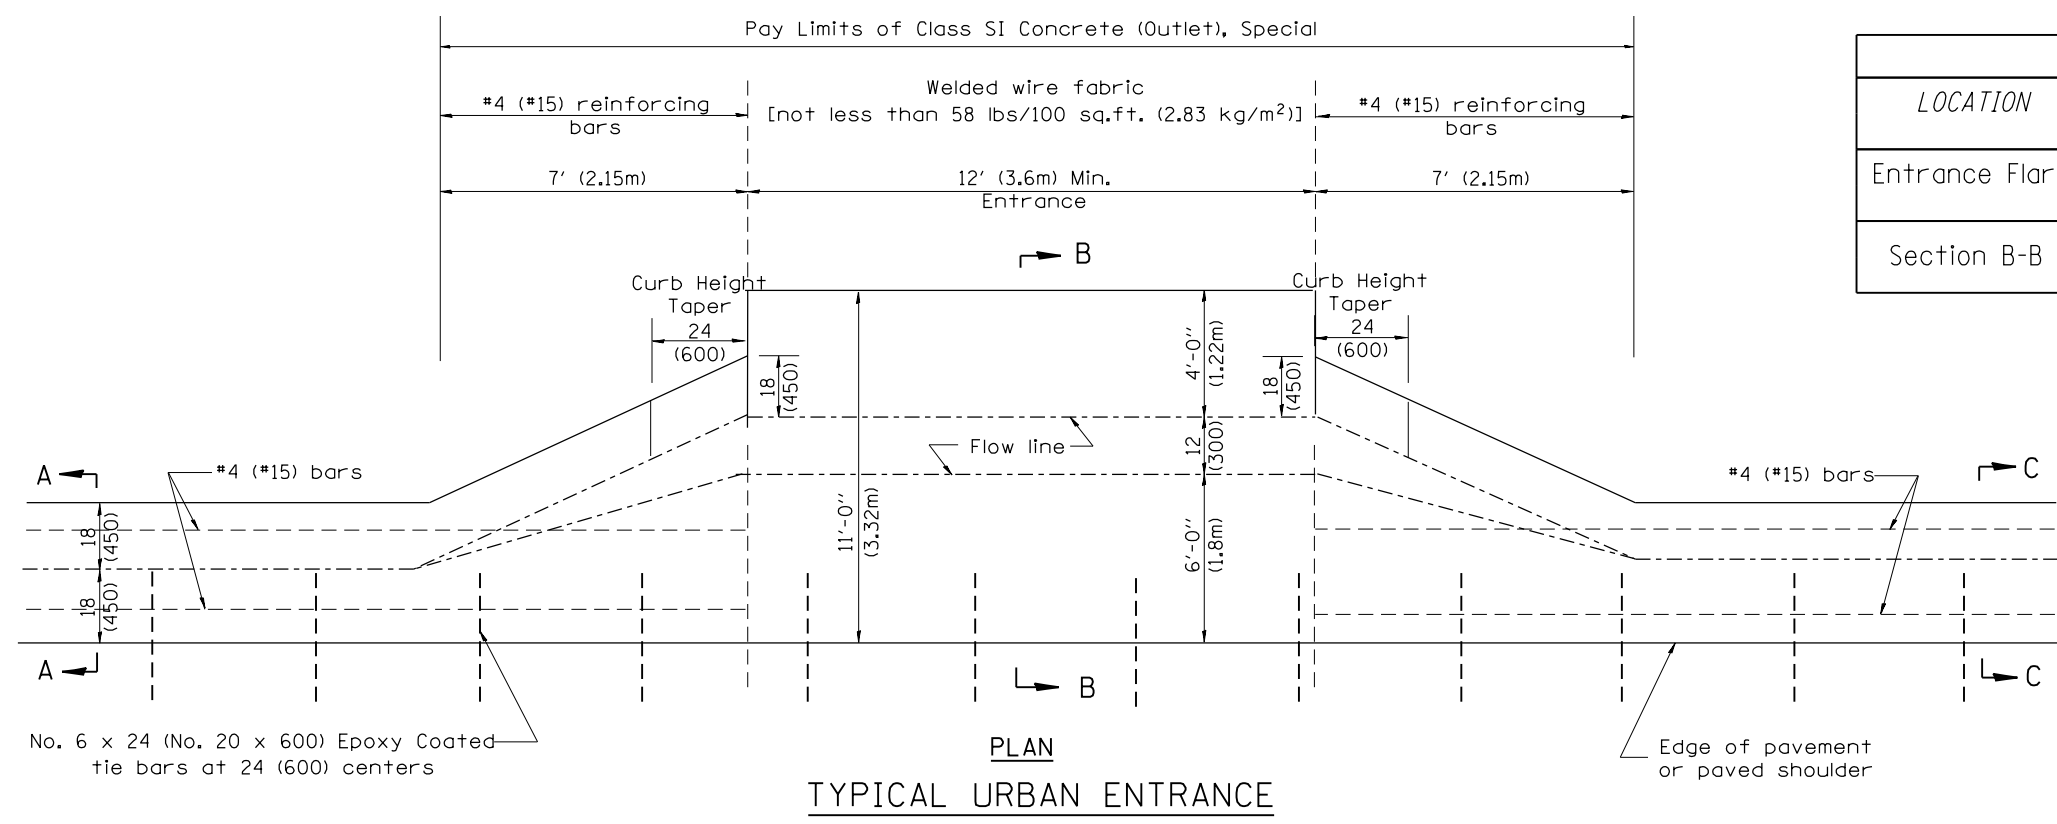 Pay Limits of Class SI Concrete (Outlet), Special
Welded wire fabric
[not less than 58 lbs/100 sq.ft. (2.83 kg/m²)]
#4 (#15) reinforcing
bars
#4 (#15) reinforcing
bars
7' (2.15m)
12' (3.6m) Min.
Entrance
7' (2.15m)
LOCATION
Entrance Flar
Section B-B
B
Curb Height
Taper
24
(600)
Curb Height
Taper
24
(600)
18
(450)
18
(450)
4'-0''
(1.22m)
12
(300)
Flow line
11'-0''
(3.32m)
6'-0''
(1.8m)
A
#4 (#15) bars
18
(450)
18
(450)
A
#4 (#15) bars
C
C
B
No. 6 x 24 (No. 20 x 600) Epoxy Coated
tie bars at 24 (600) centers
Edge of pavement
or paved shoulder
PLAN
TYPICAL URBAN ENTRANCE